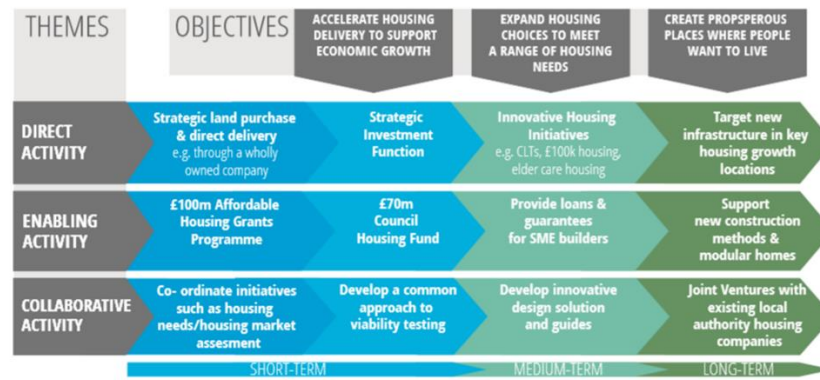 THEMES
OBJECTIVES
ACCELERATE HOUSING
DELIVERY TO SUPPORT
ECONOMIC GROWTH
EXPAND HOUSING
CHOICES TO MEET
A RANGE OF HOUSING
NEEDS
CREATE PROPSPEROUS
PLACES WHERE PEOPLE
WANT TO LIVE
DIRECT
ACTIVITY
Strategic land purchase
& direct delivery
e.g. through a wholly
owned company
Strategic
Investment
Function
Innovative Housing
Initiatives
e.g. CLTs, £100k housing,
elder care housing
Target new
infrastructure in key
housing growth
locations
ENABLING
ACTIVITY
£100m Affordable
Housing Grants
Programme
£70m
Council
Housing Fund
Provide loans &
guarantees
for SME builders
Support
new construction
methods &
modular homes
COLLABORATIVE
ACTIVITY
Co- ordinate initiatives
such as housing
needs/housing market
assesment
Develop a common
approach to
viability testing
Develop innovative
design solution
and guides
Joint Ventures with
existing local
authority housing
companies
SHORT-TERM
MEDIUM-TERM
LONG-TERM